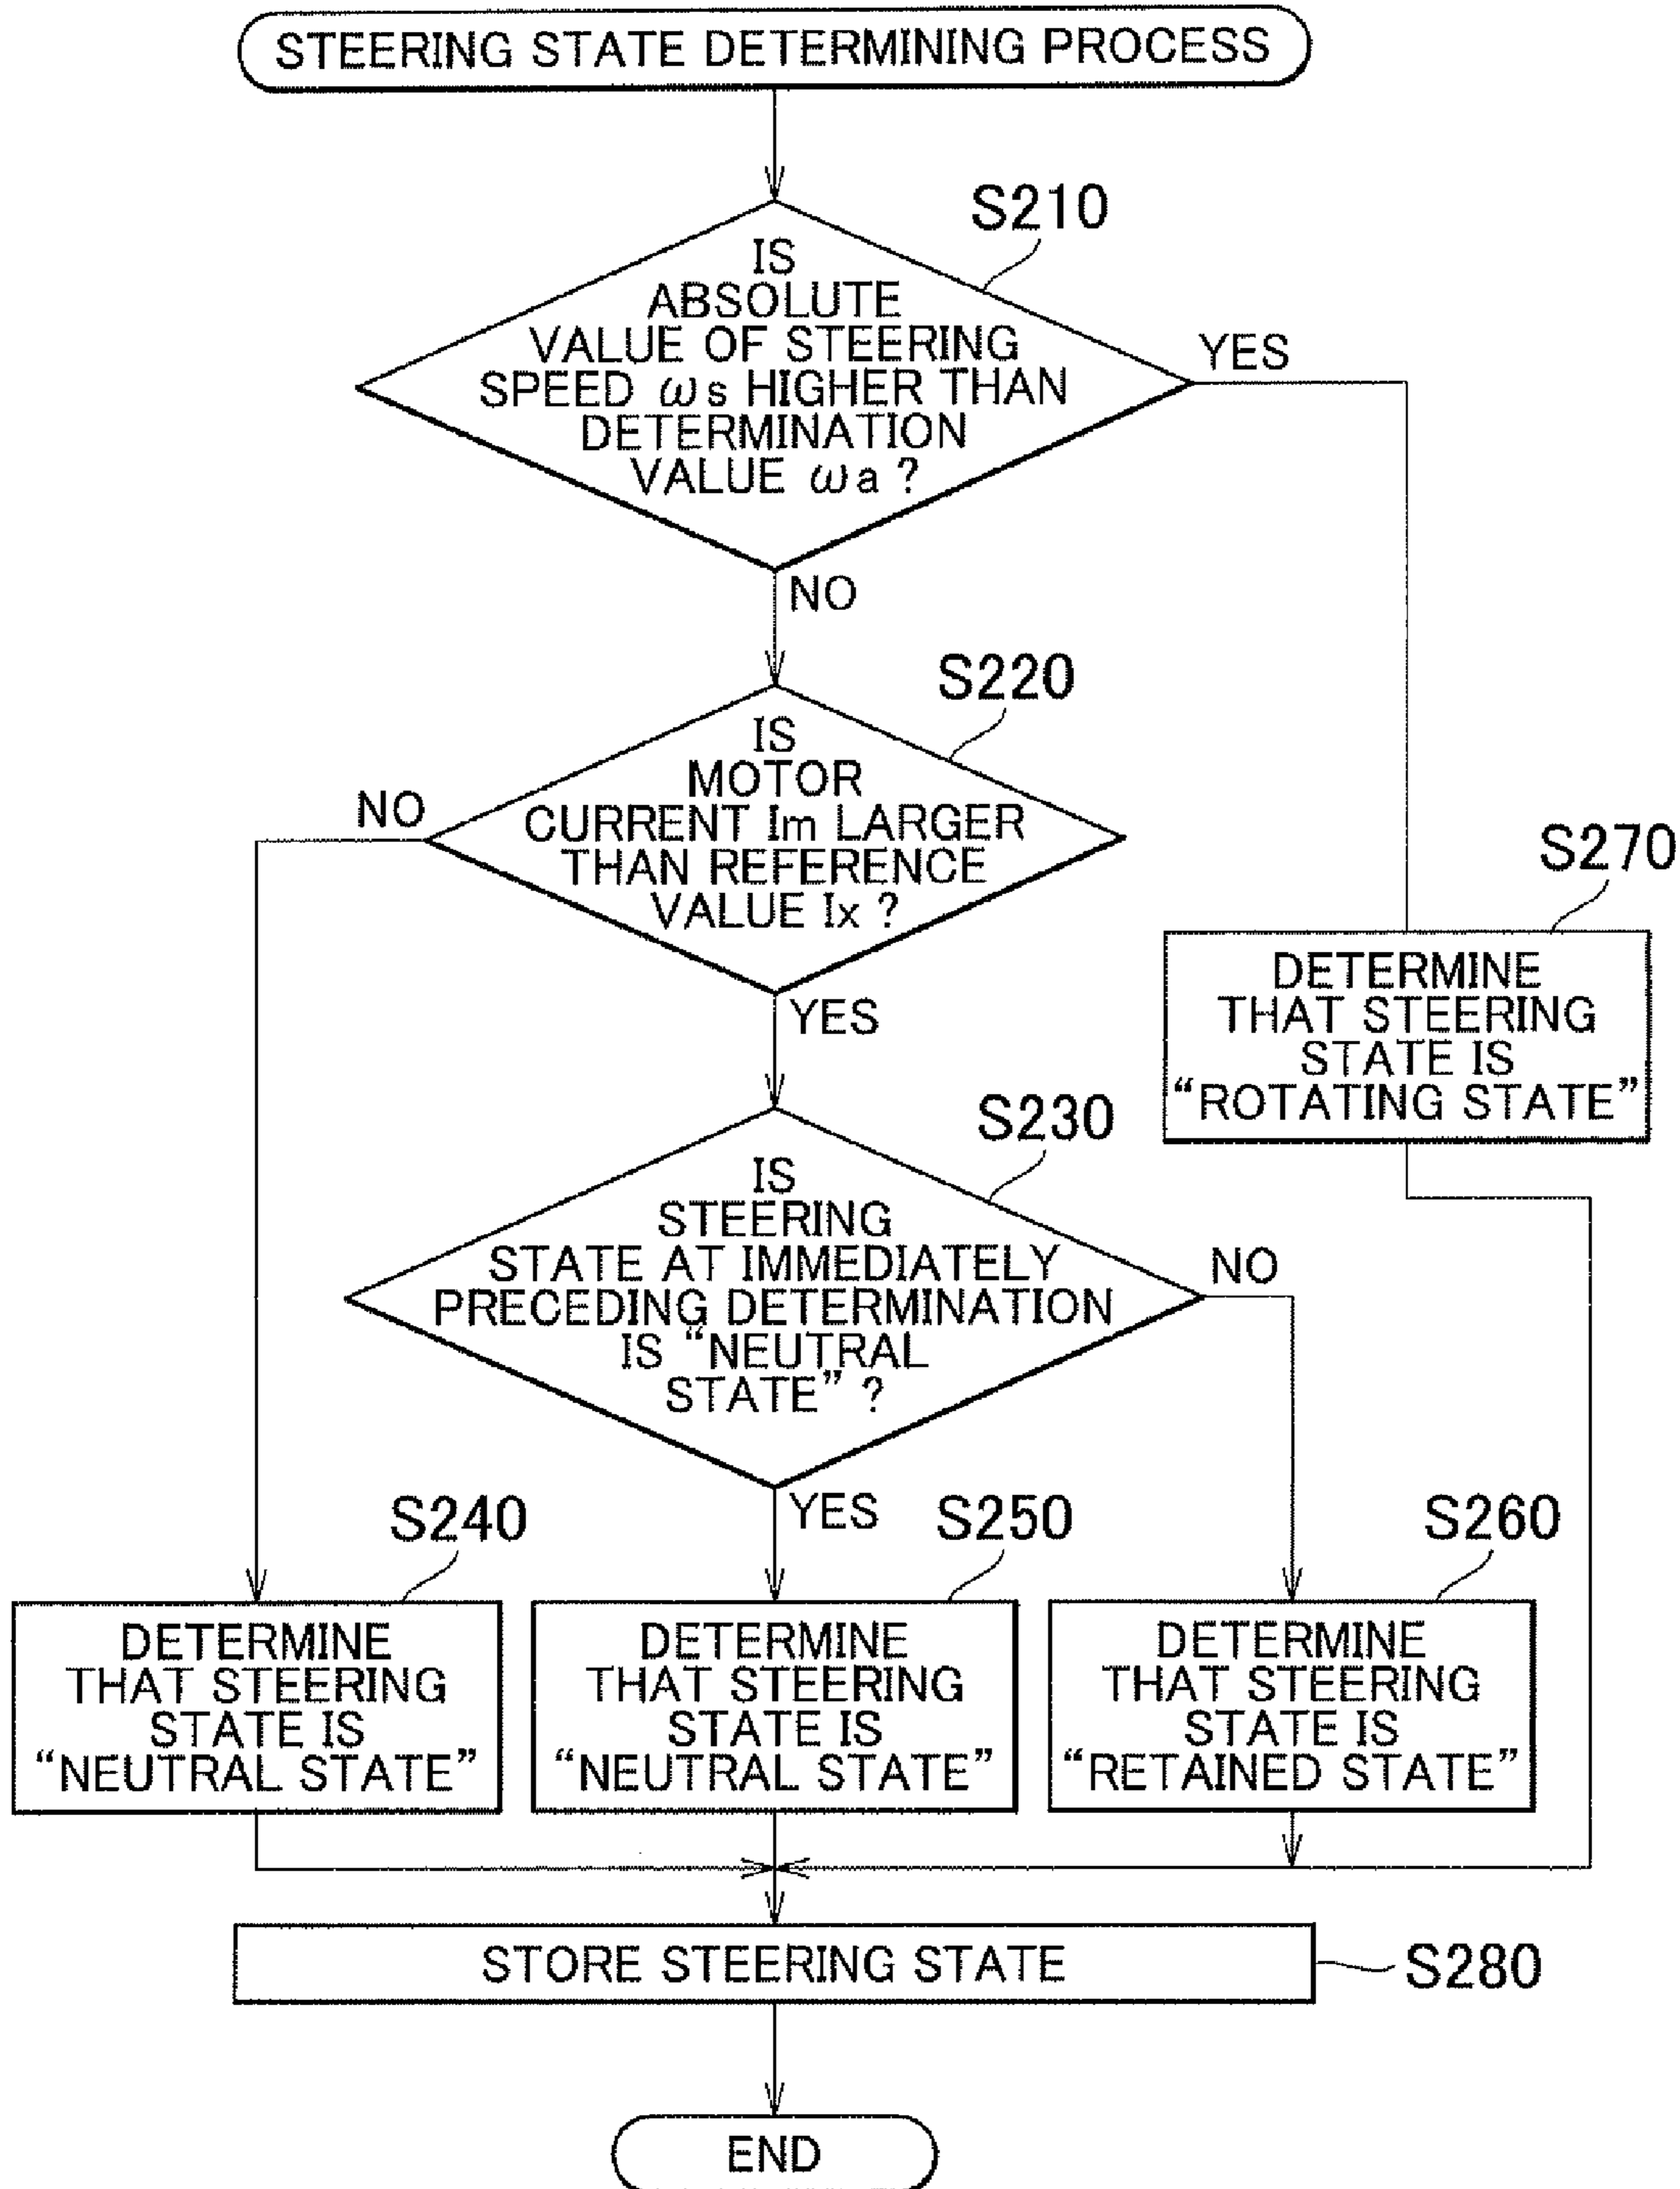 STEERING STATE DETERMINING PROCESS
S210
IS
ABSOLUTE
VALUE OF STEERING
SPEED ωs HIGHER THAN
DETERMINATION
VALUE ωa ?
YES
NO
S220
IS
MOTOR
CURRENT Im LARGER
THAN REFERENCE
VALUE Ix ?
NO
YES
S270
DETERMINE
THAT STEERING
STATE IS
“ROTATING STATE”
S230
IS
STEERING
STATE AT IMMEDIATELY
PRECEDING DETERMINATION
IS “NEUTRAL
STATE” ?
NO
YES
S240
DETERMINE
THAT STEERING
STATE IS
“NEUTRAL STATE”
S250
DETERMINE
THAT STEERING
STATE IS
“NEUTRAL STATE”
S260
DETERMINE
THAT STEERING
STATE IS
“RETAINED STATE”
STORE STEERING STATE
S280
END